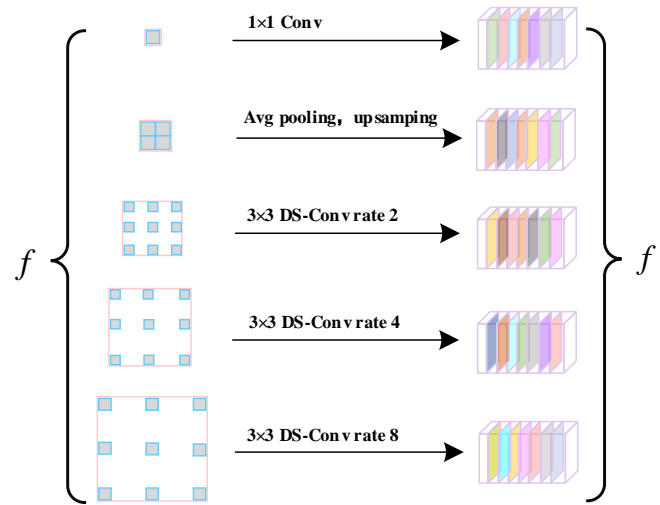 1×1 Conv
Avg pooling, upsamping
3×3 DS-Conv rate 2
f
f
3×3 DS-Conv rate 4
3×3 DS-Conv rate 8